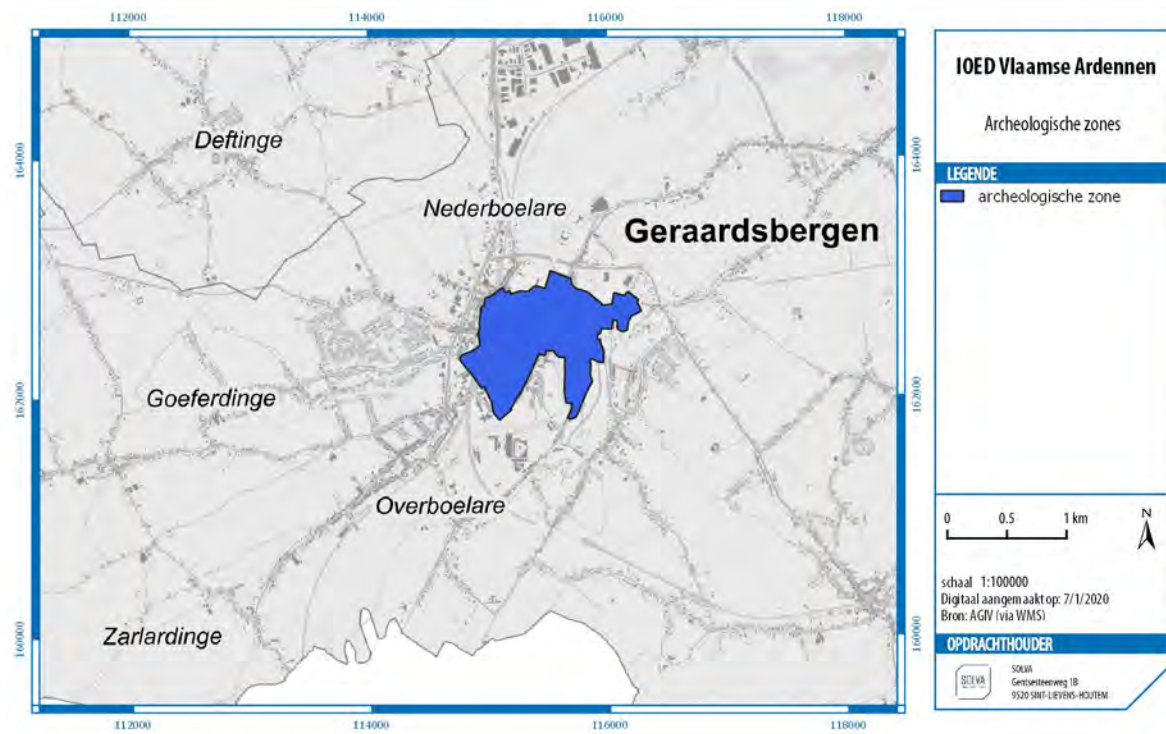 112000
114000
116000
118000
164000
164000
162000
162000
160000
160000
Deftinge
Nederboelare
Geraardsbergen
Goeferdinge
Overboelare
Zarlardinge
112000
114000
116000
118000
IOED Vlaamse Ardennen
Archeologische zones
LEGENDE
archeologische zone
0 0.5 1 km
N
schaal 1:100000
Digitaal aangemaakt op: 7/1/2020
Bron: AGIV (via WMS)
OPDRACHTHOUDER
SOLVA
SOLVA
Gentsesteenweg 1B
9520 SINT-LIEVENS-HOUTEM